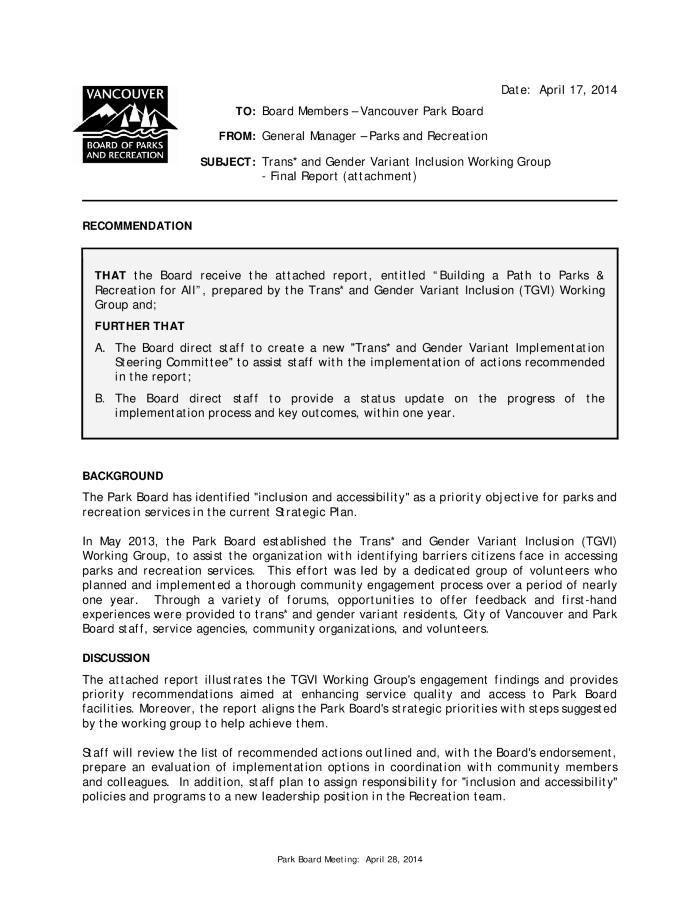 Date: April 17, 2014
VANCOUVER
BOARD OF PARKS
AND RECREATION
TO: Board Members – Vancouver Park Board
FROM: General Manager – Parks and Recreation
SUBJECT: Trans* and Gender Variant Inclusion Working Group
- Final Report (attachment)
RECOMMENDATION
THAT the Board receive the attached report, entitled "Building a Path to Parks &
Recreation for All", prepared by the Trans* and Gender Variant Inclusion (TGVI) Working
Group and;
FURTHER THAT
A. The Board direct staff to create a new "Trans* and Gender Variant Implementation
Steering Committee" to assist staff with the implementation of actions recommended
in the report;
B. The Board direct staff to provide a status update on the progress of the
implementation process and key outcomes, within one year.
BACKGROUND
The Park Board has identified "inclusion and accessibility" as a priority objective for parks and
recreation services in the current Strategic Plan.
In May 2013, the Park Board established the Trans* and Gender Variant Inclusion (TGVI)
Working Group, to assist the organization with identifying barriers citizens face in accessing
parks and recreation services. This effort was led by a dedicated group of volunteers who
planned and implemented a thorough community engagement process over a period of nearly
one year. Through a variety of forums, opportunities to offer feedback and first-hand
experiences were provided to trans* and gender variant residents, City of Vancouver and Park
Board staff, service agencies, community organizations, and volunteers.
DISCUSSION
The attached report illustrates the TGVI Working Group's engagement findings and provides
priority recommendations aimed at enhancing service quality and access to Park Board
facilities. Moreover, the report aligns the Park Board's strategic priorities with steps suggested
by the working group to help achieve them.
Staff will review the list of recommended actions outlined and, with the Board's endorsement,
prepare an evaluation of implementation options in coordination with community members
and colleagues. In addition, staff plan to assign responsibility for "inclusion and accessibility"
policies and programs to a new leadership position in the Recreation team.
Park Board Meeting: April 28, 2014